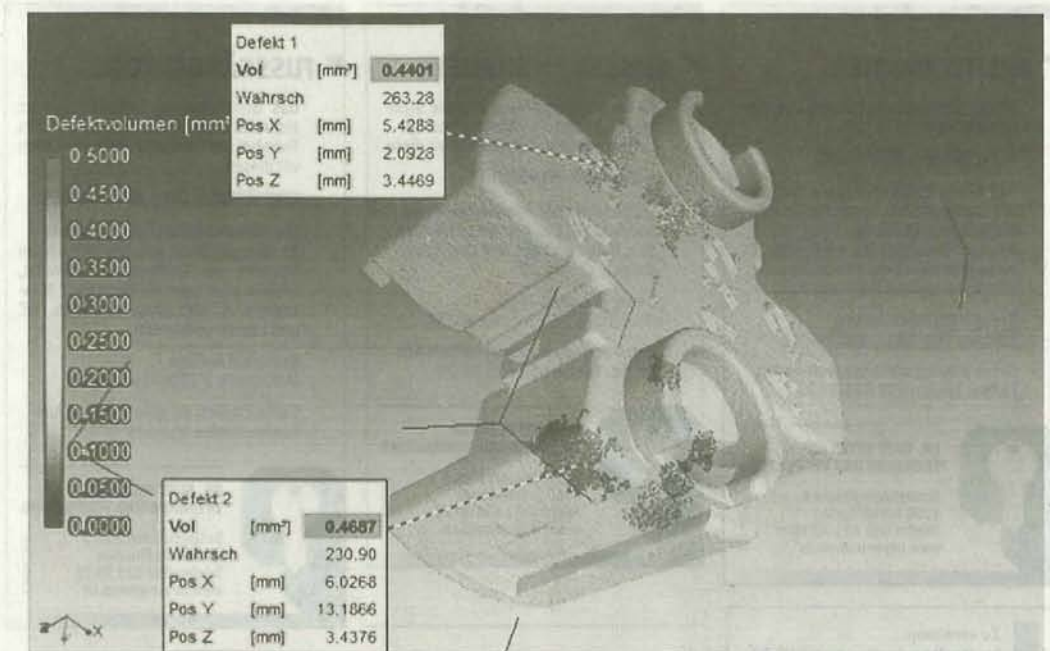 Defekt 1
Vol [mm³] 0.4401
Wahrsch 263.28
Pos X [mm] 5.4288
Pos Y [mm] 2.0928
Pos Z [mm] 3.4469
Defektvolumen [mm³
0.5000
0.4500
0.4000
0.3500
0.3000
0.2500
0.2000
0.1500
0.1000
0.0500
0.0000
Defekt 2
Vol [mm³] 0.4687
Wahrsch 230.90
Pos X [mm] 6.0268
Pos Y [mm] 13.1866
Pos Z [mm] 3.4376
X